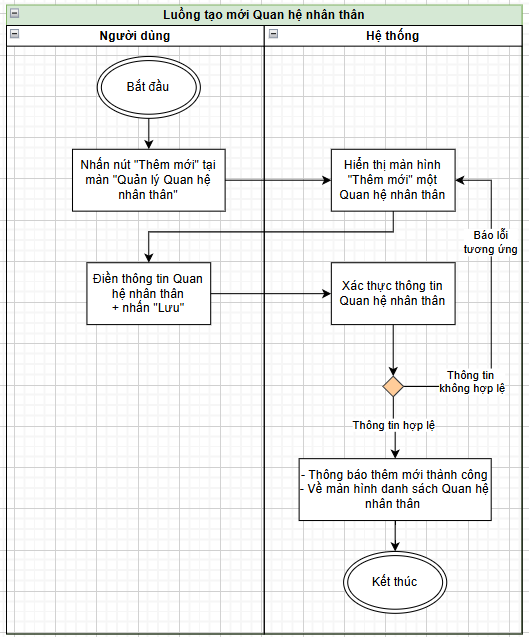 Luồng tạo mới Quan hệ nhân thân
Người dùng
Hệ thống
Bắt đầu
Nhấn nút "Thêm mới" tại
màn "Quản lý Quan hệ
nhân thân"
Hiển thị màn hình
"Thêm mới" một
Quan hệ nhân thân
Báo lỗi
tương ứng
Điền thông tin Quan
hệ nhân thân
+ nhấn "Lưu"
Xác thực thông tin
Quan hệ nhân thân
Thông tin
không hợp lệ
Thông tin hợp lệ
- Thông báo thêm mới thành công
- Về màn hình danh sách Quan hệ
nhân thân
Kết thúc